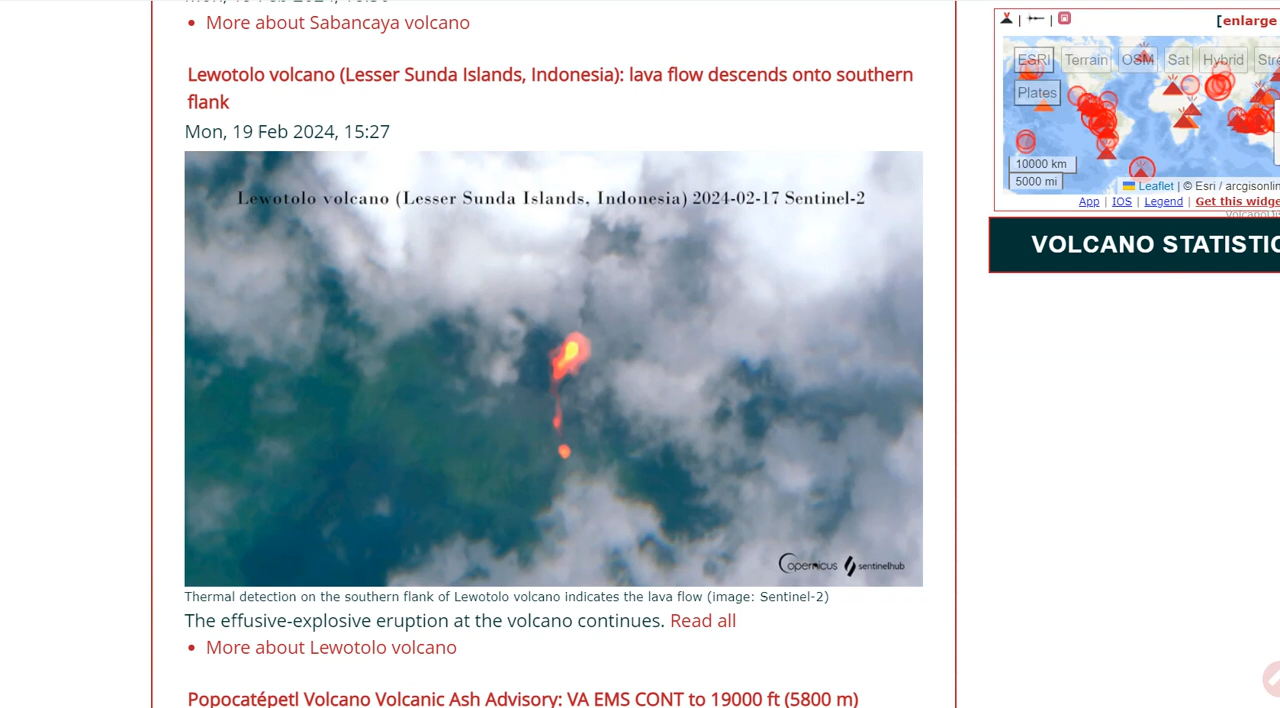 More about Sabancaya volcano
Lewotolo volcano (Lesser Sunda Islands, Indonesia): lava flow descends onto southern
flank
Mon, 19 Feb 2024, 15:27
Lewotolo volcano (Lesser Sunda Islands, Indonesia) 2024-02-17 Sentinel-2
Copernicus sentinelhub
Thermal detection on the southern flank of Lewotolo volcano indicates the lava flow (image: Sentinel-2)
The effusive-explosive eruption at the volcano continues. Read all
More about Lewotolo volcano
Popocatépetl Volcano Volcanic Ash Advisory: VA EMS CONT to 19000 ft (5800 m)
| | [enlarge
ESRI Terrain OSM Sat Hybrid
Plates
10000 km
5000 mi
Leaflet | © Esri /
App | IOS | Legend | Get this
VOLCANO